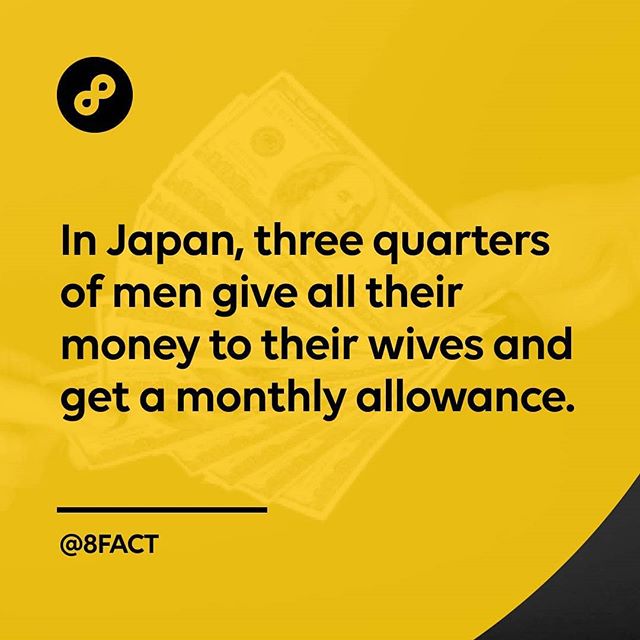 In Japan, three quarters
of men give all their
money to their wives and
get a monthly allowance.
@8FACT